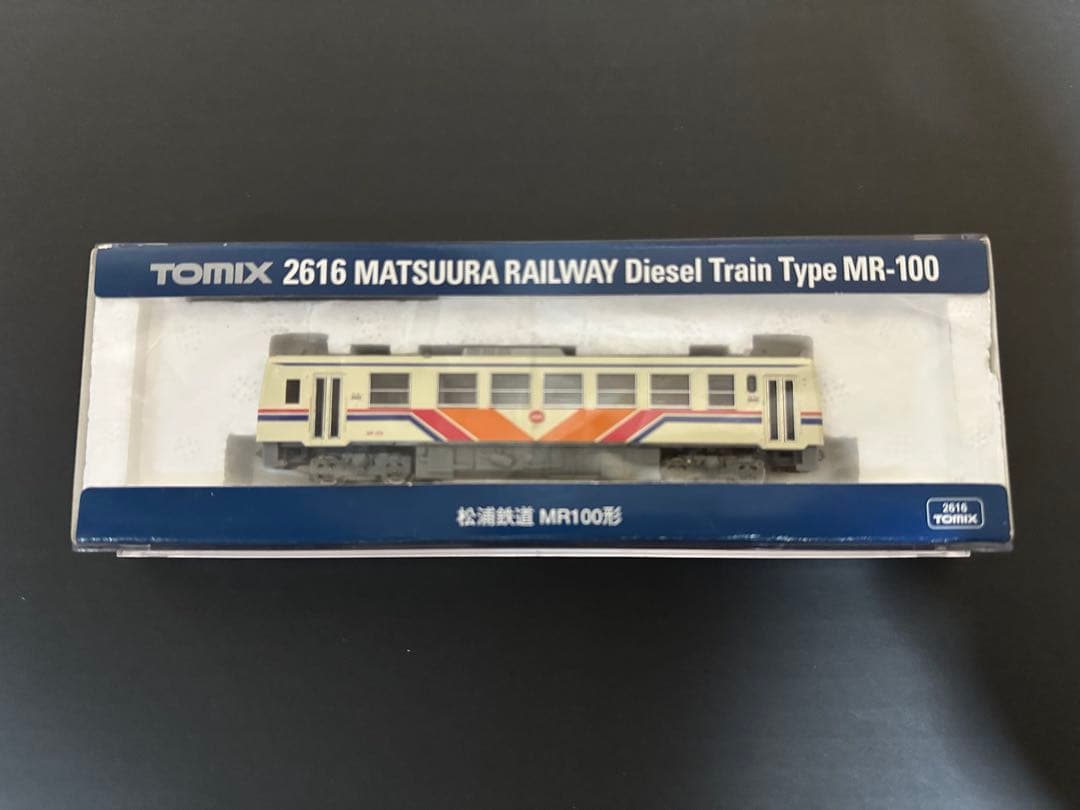 TOMIX 2616 MATSUURA RAILWAY Diesel Train Type MR-100
松浦鉄道 MR100形
2616
TOMIX